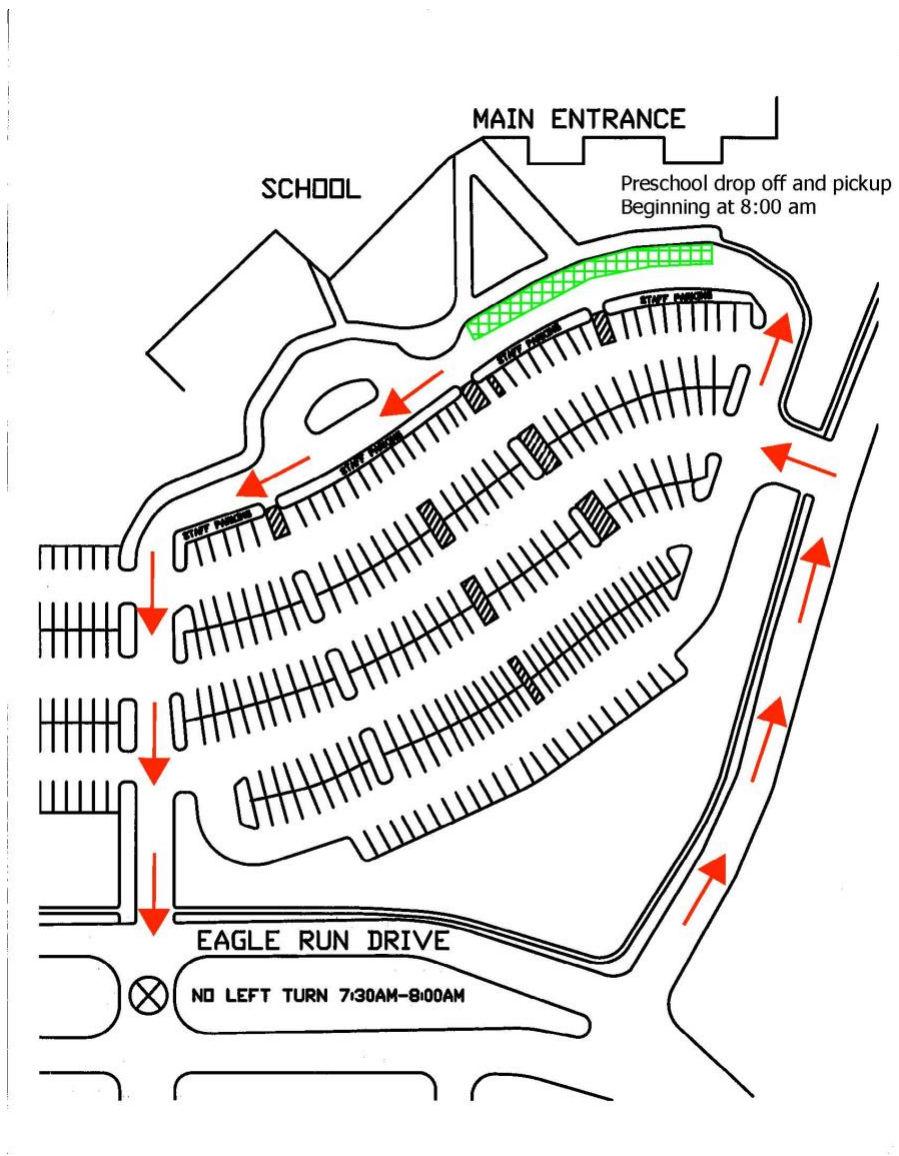 MAIN ENTRANCE
SCHOOL
Preschool drop off and pickup
Beginning at 8:00 am
STAFF PARKING
STAFF PARKING
STAFF PARKING
STAFF PARKING
EAGLE RUN DRIVE
NO LEFT TURN 7:30AM-8:00AM